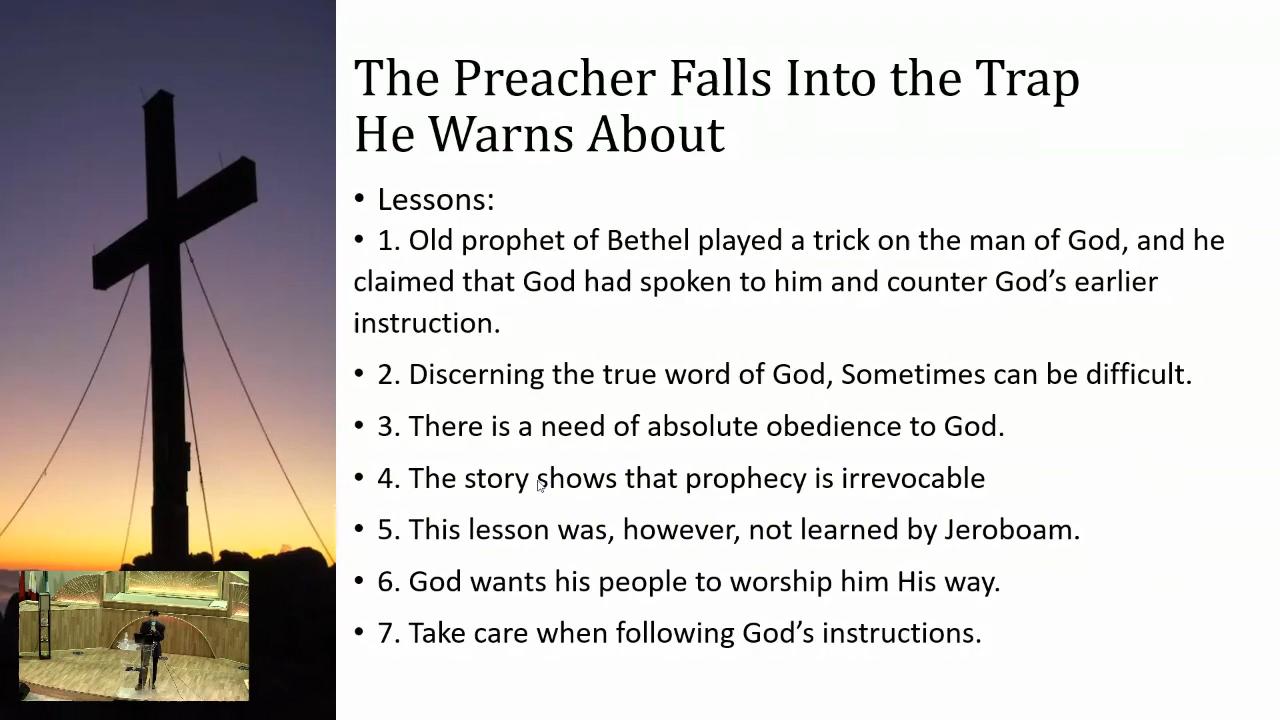 The Preacher Falls Into the Trap
He Warns About
• Lessons:
• 1. Old prophet of Bethel played a trick on the man of God, and he
claimed that God had spoken to him and counter God’s earlier
instruction.
• 2. Discerning the true word of God, Sometimes can be difficult.
• 3. There is a need of absolute obedience to God.
• 4. The story shows that prophecy is irrevocable
• 5. This lesson was, however, not learned by Jeroboam.
• 6. God wants his people to worship him His way.
• 7. Take care when following God’s instructions.